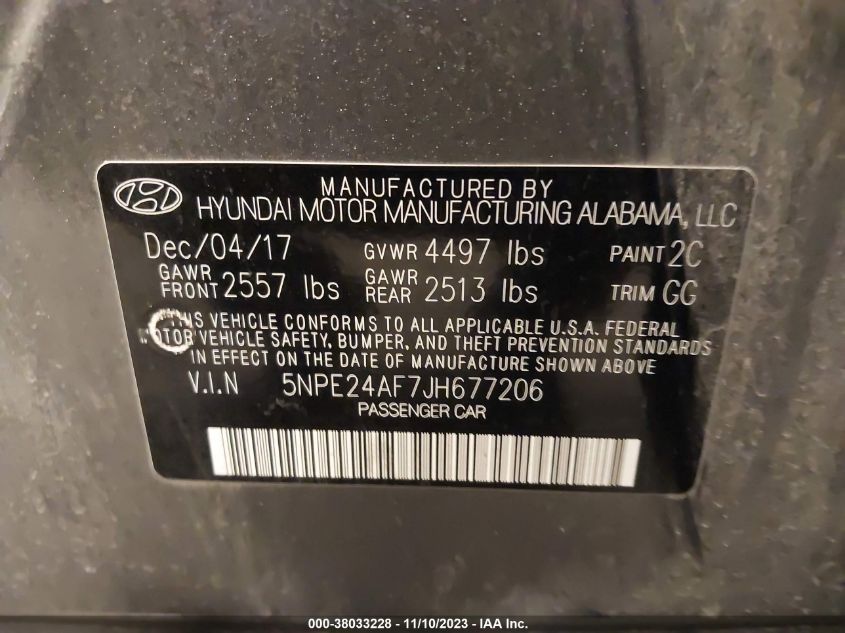 MANUFACTURED BY
HYUNDAI MOTOR MANUFACTURING ALABAMA, LLC
Dec/04/17 GVWR 4497 lbs PAINT 2C
GAWR FRONT 2557 lbs GAWR REAR 2513 lbs TRIM GG
THIS VEHICLE CONFORMS TO ALL APPLICABLE U.S.A. FEDERAL
MOTOR VEHICLE SAFETY, BUMPER, AND THEFT PREVENTION STANDARDS
IN EFFECT ON THE DATE OF MANUFACTURE SHOWN ABOVE
V.I.N 5NPE24AF7JH677206
PASSENGER CAR
000-38033228 - 11/10/2023 - IAA Inc.